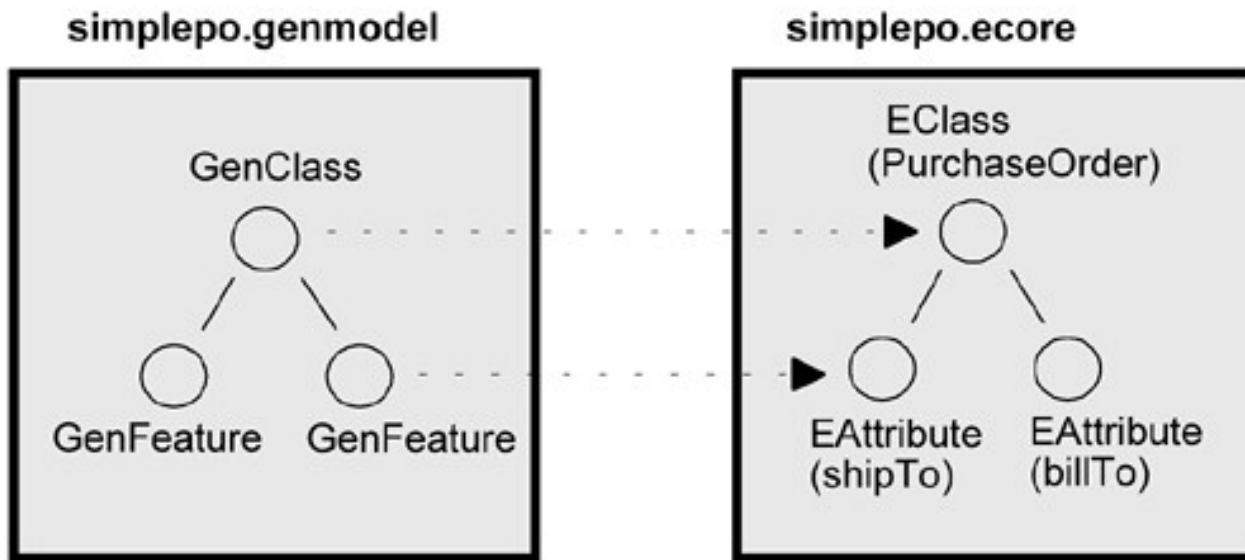 simplepo.genmodel
simplepo.ecore
GenClass
EClass
(PurchaseOrder)
GenFeature
GenFeature
EAttribute
(shipTo)
EAttribute
(billTo)